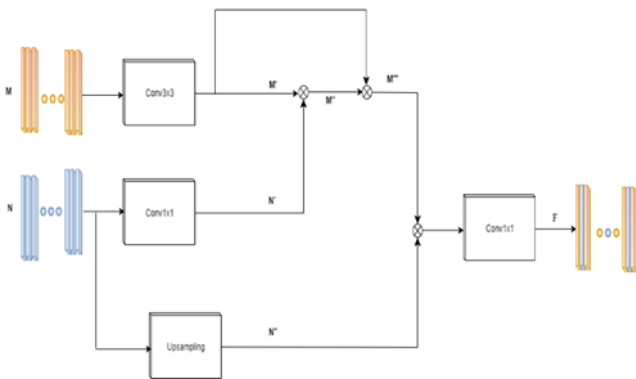 M
Conv3x3
M'
M''
M'''
N
Conv1x1
N'
Conv1x1
F
Upsampling
N''